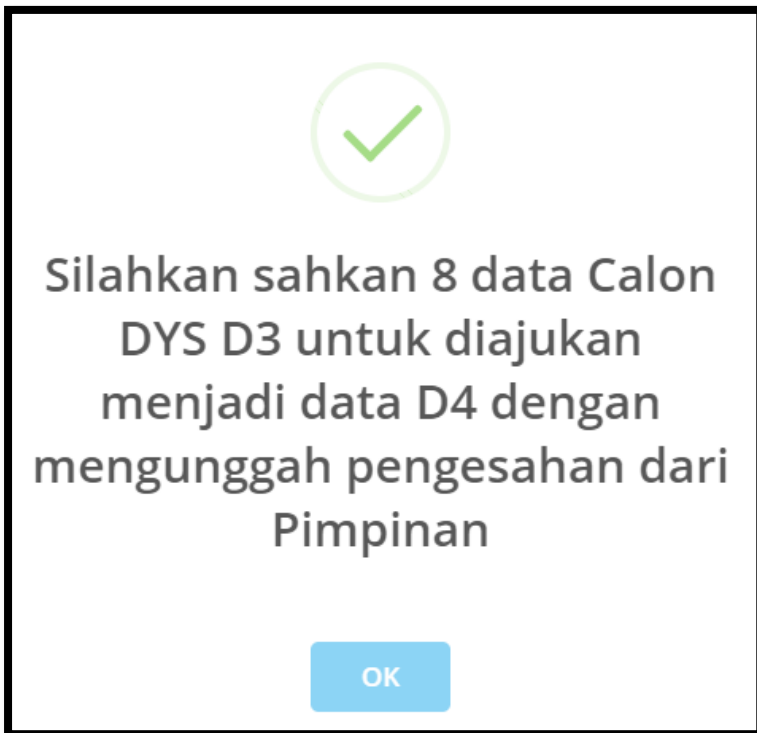 Silahkan sahkan 8 data Calon
DYS D3 untuk diajukan
menjadi data D4 dengan
mengunggah pengesahan dari
Pimpinan
OK